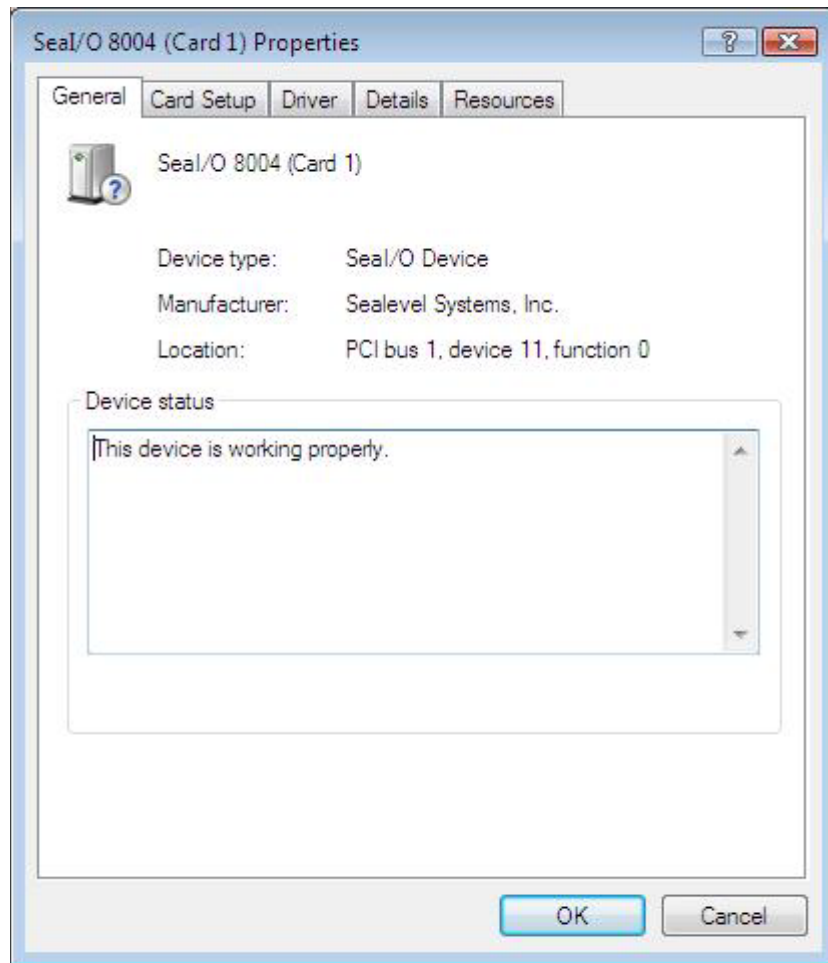 SeaI/O 8004 (Card 1) Properties
General Card Setup Driver Details Resources
SeaI/O 8004 (Card 1)
Device type: SeaI/O Device
Manufacturer: Sealevel Systems, Inc.
Location: PCI bus 1, device 11, function 0
Device status
This device is working properly.
OK Cancel